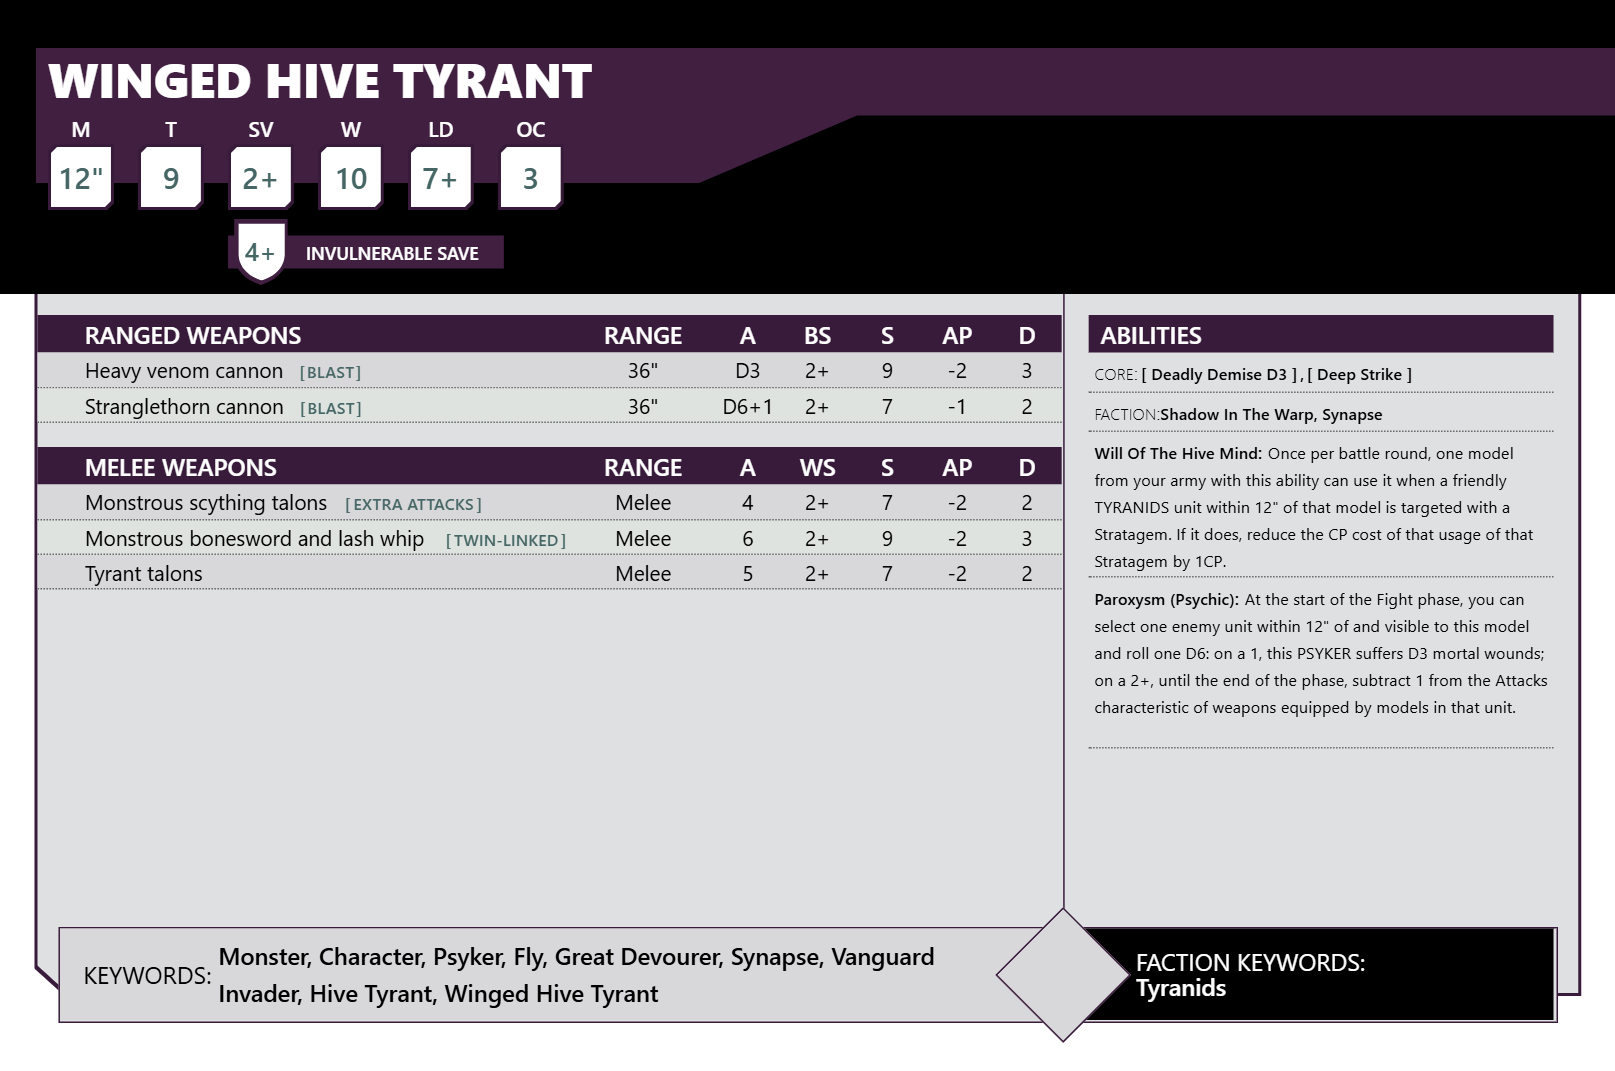 WINGED HIVE TYRANT
M T SV W LD OC
12" 9 2+ 10 7+ 3
4+ INVULNERABLE SAVE
RANGED WEAPONS RANGE A BS S AP D
Heavy venom cannon [BLAST] 36" D3 2+ 9 -2 3
Stranglethorn cannon [BLAST] 36" D6+1 2+ 7 -1 2
MELEE WEAPONS RANGE A WS S AP D
Monstrous scything talons [EXTRA ATTACKS] Melee 4 2+ 7 -2 2
Monstrous bonesword and lash whip [TWIN-LINKED] Melee 6 2+ 9 -2 3
Tyrant talons Melee 5 2+ 7 -2 2
ABILITIES
CORE: [ Deadly Demise D3 ] , [ Deep Strike ]
FACTION:Shadow In The Warp, Synapse
Will Of The Hive Mind: Once per battle round, one model
from your army with this ability can use it when a friendly
TYRANIDS unit within 12" of that model is targeted with a
Stratagem. If it does, reduce the CP cost of that usage of that
Stratagem by 1CP.
Paroxysm (Psychic): At the start of the Fight phase, you can
select one enemy unit within 12" of and visible to this model
and roll one D6: on a 1, this PSYKER suffers D3 mortal wounds;
on a 2+, until the end of the phase, subtract 1 from the Attacks
characteristic of weapons equipped by models in that unit.
KEYWORDS: Monster, Character, Psyker, Fly, Great Devourer, Synapse, Vanguard
Invader, Hive Tyrant, Winged Hive Tyrant
FACTION KEYWORDS:
Tyranids